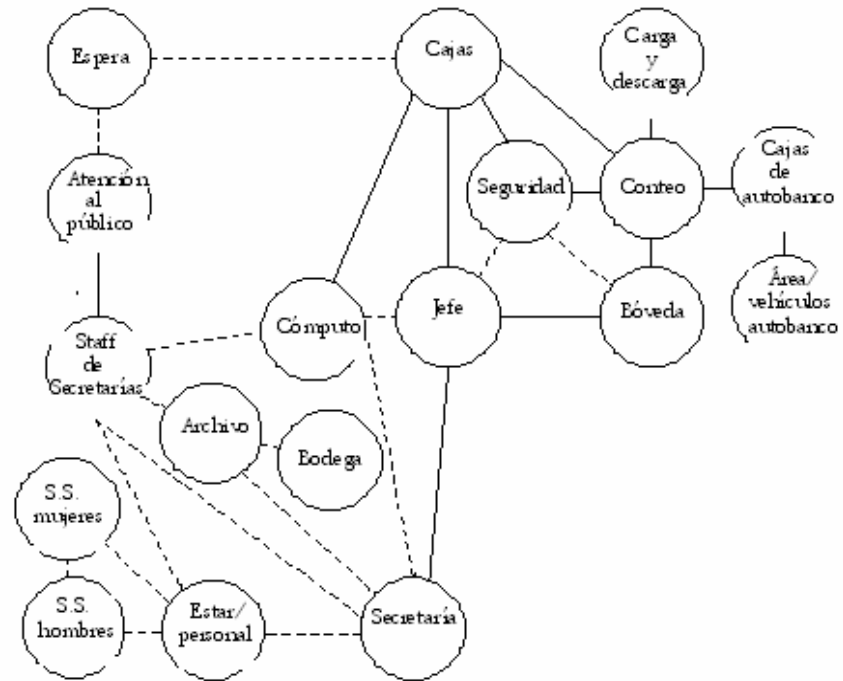 Espera
Cajas
Carga
y
descarga
Atención
al
público
Seguridad
Conteo
Cajas
de
autobanco
Staff
de
Secretarías
Cómputo
Jefe
Bóveda
Área/
vehículos
autobanco
Archivo
Bodega
S.S.
mujeres
S.S.
hombres
Estar/
personal
Secretaría